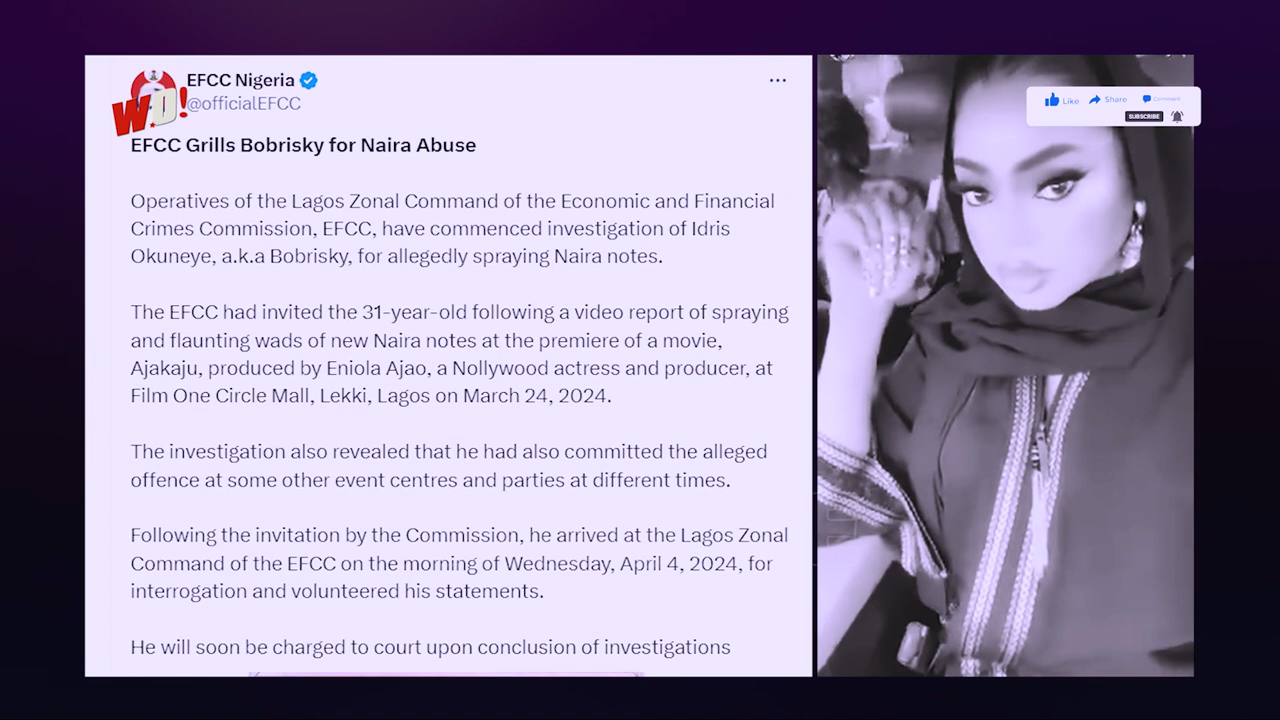 EFCC Nigeria
W.D!
@officialEFCC
EFCC Grills Bobrisky for Naira Abuse
Operatives of the Lagos Zonal Command of the Economic and Financial
Crimes Commission, EFCC, have commenced investigation of Idris
Okuneye, a.k.a Bobrisky, for allegedly spraying Naira notes.
The EFCC had invited the 31-year-old following a video report of spraying
and flaunting wads of new Naira notes at the premiere of a movie,
Ajakaju, produced by Eniola Ajao, a Nollywood actress and producer, at
Film One Circle Mall, Lekki, Lagos on March 24, 2024.
The investigation also revealed that he had also committed the alleged
offence at some other event centres and parties at different times.
Following the invitation by the Commission, he arrived at the Lagos Zonal
Command of the EFCC on the morning of Wednesday, April 4, 2024, for
interrogation and volunteered his statements.
He will soon be charged to court upon conclusion of investigations
Like Share Comment
SUBSCRIBE